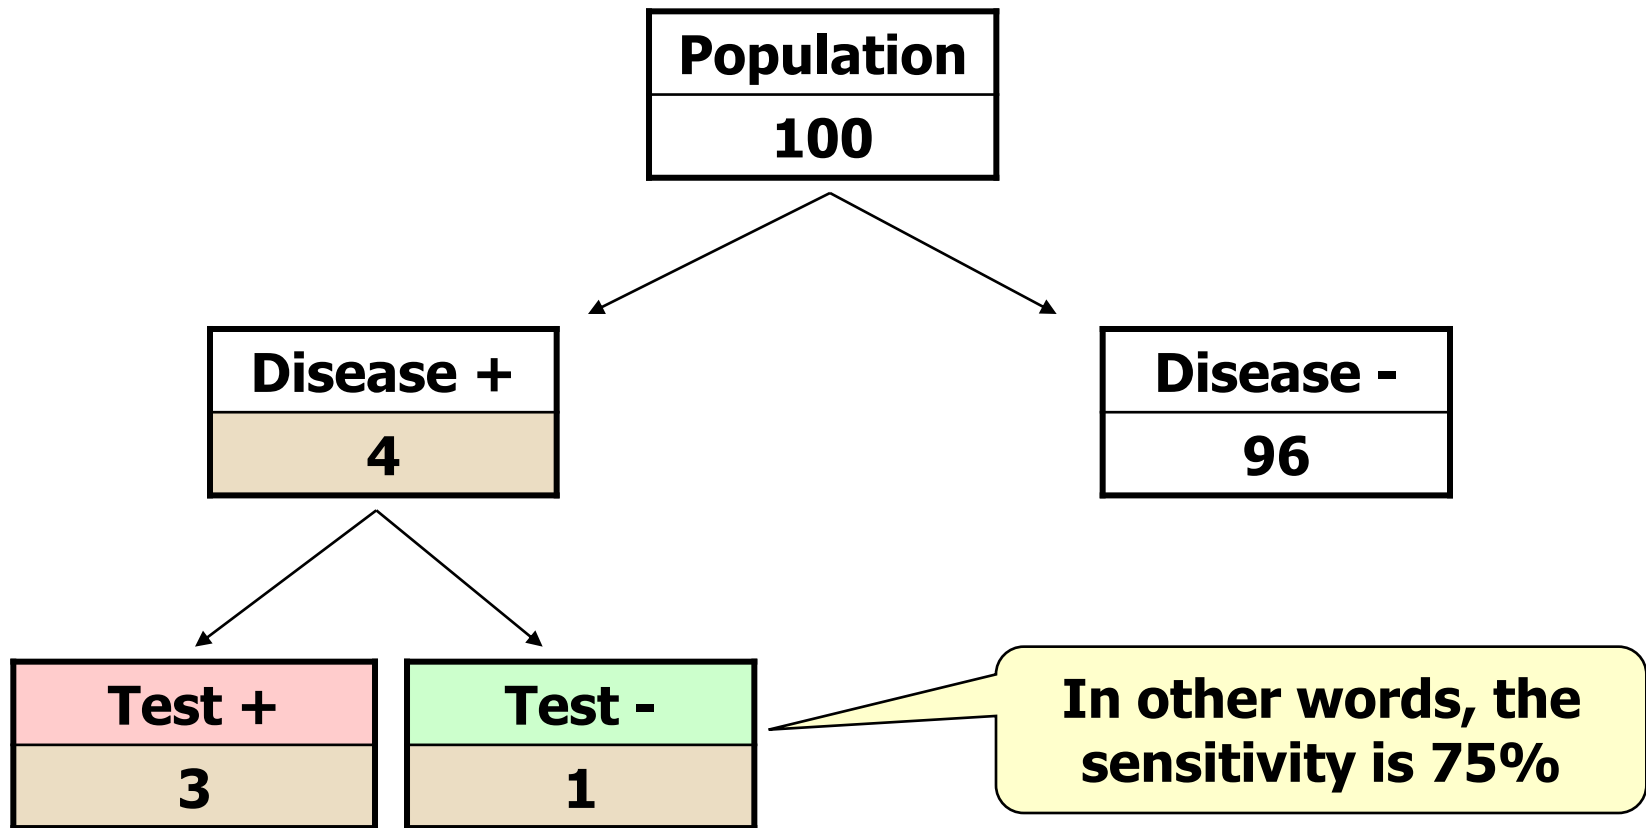 Population
100
Disease +
Disease -
4
96
Test +
Test -
3
1
In other words, the
sensitivity is 75%